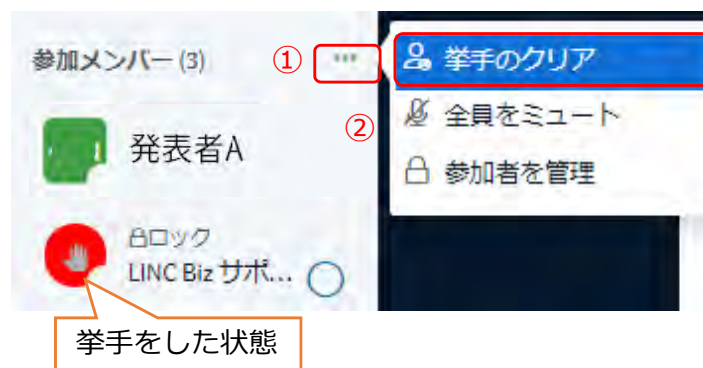 参加メンバー (3)
①
発表者A
ロック
LINC Biz サポ...
挙手をした状態
②
挙手のクリア
全員をミュート
参加者を管理